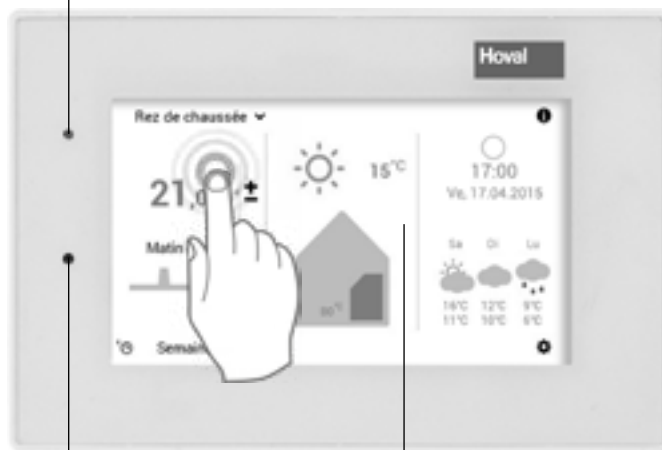 Hoval
Rez de chaussée
15°C
17:00
Ve, 17.04.2015
21,0
±
Matin
Sa Di Lu
16°C 12°C 9°C
11°C 10°C 6°C
Semain